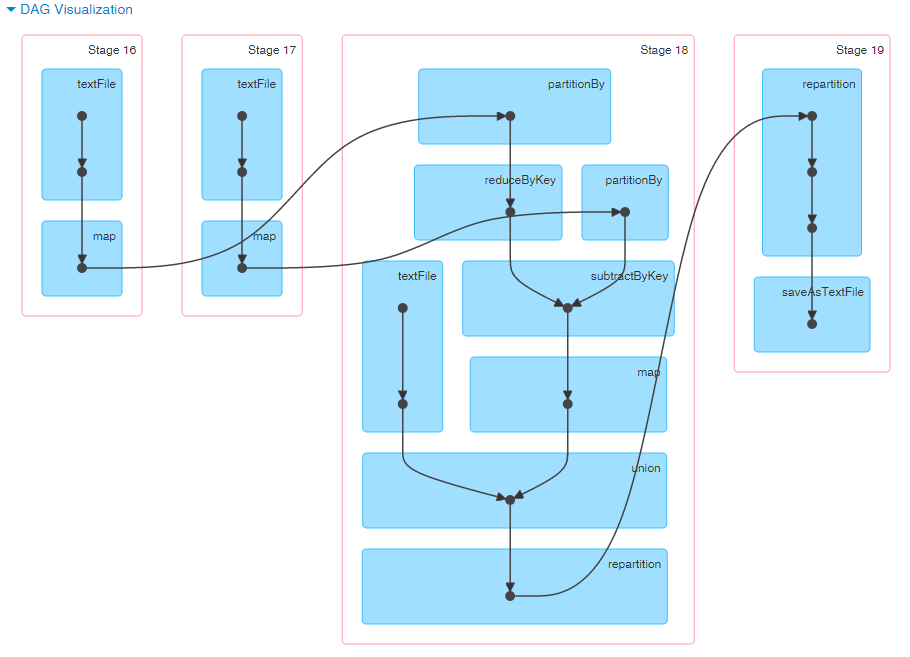 DAG Visualization
Stage 16
textFile
map
Stage 17
textFile
map
Stage 18
partitionBy
reduceByKey
partitionBy
textFile
subtractByKey
map
union
repartition
Stage 19
repartition
saveAsTextFile